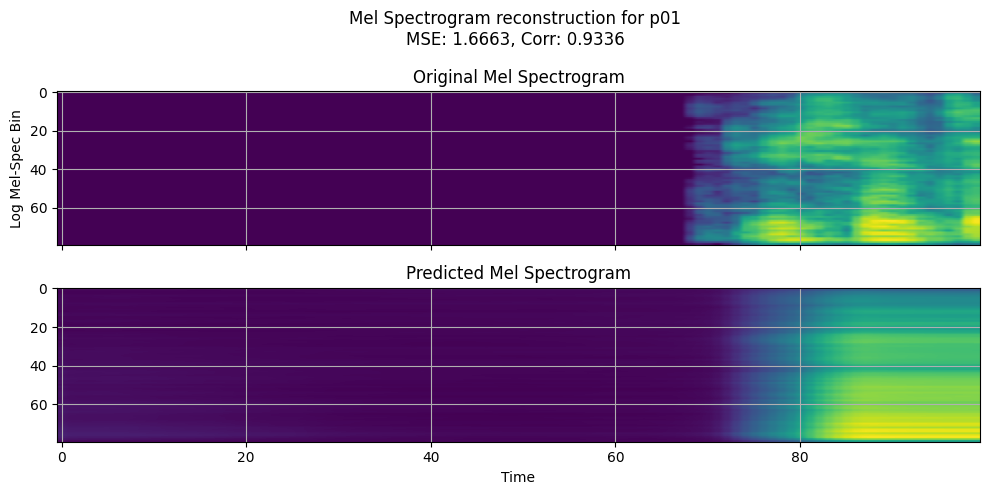 Mel Spectrogram reconstruction for p01
MSE: 1.6663, Corr: 0.9336
Original Mel Spectrogram
0
20
40
60
Log Mel-Spec Bin
Predicted Mel Spectrogram
0
20
40
60
0 20 40 60 80
Time